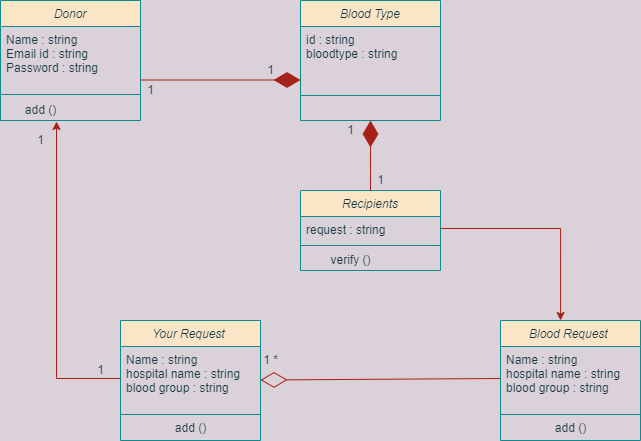 Donor
Name : string
Email id : string
Password : string
add ()
Blood Type
id : string
bloodtype : string
1
1
1
1
1
Recipients
request : string
verify ()
Your Request
Name : string
hospital name : string
blood group : string
add ()
1
1 *
Blood Request
Name : string
hospital name : string
blood group : string
add ()